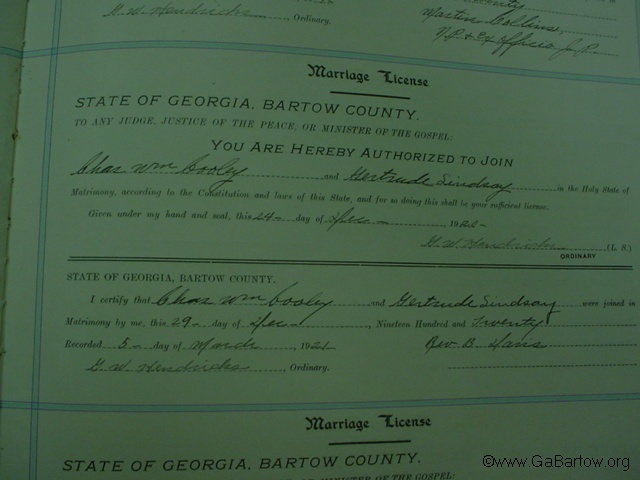 G. W. Hendricks, Ordinary.
Martin Collins,
N.P. & Ex Officio J.P.
Marriage License
STATE OF GEORGIA, BARTOW COUNTY.
TO ANY JUDGE, JUSTICE OF THE PEACE, OR MINISTER OF THE GOSPEL:
YOU ARE HEREBY AUTHORIZED TO JOIN
Chas Wm Cooley and Gertrude Lindsay in the Holy State of
Matrimony, according to the Constitution and laws of this State, and for so doing this shall be your sufficient license.
Given under my hand and seal, this 24 day of Dec 1920
G. W. Hendricks (L. S.)
ORDINARY
STATE OF GEORGIA, BARTOW COUNTY.
I certify that Chas Wm Cooley and Gertrude Lindsay were joined in
Matrimony by me, this 29 day of Dec, Nineteen Hundred and Twenty
Recorded 5 day of March, 1921 Rev B. Harris
G. W. Hendricks, Ordinary.
Marriage License
STATE OF GEORGIA, BARTOW COUNTY.
MINISTER OF THE GOSPEL:
©www.GaBartow.org